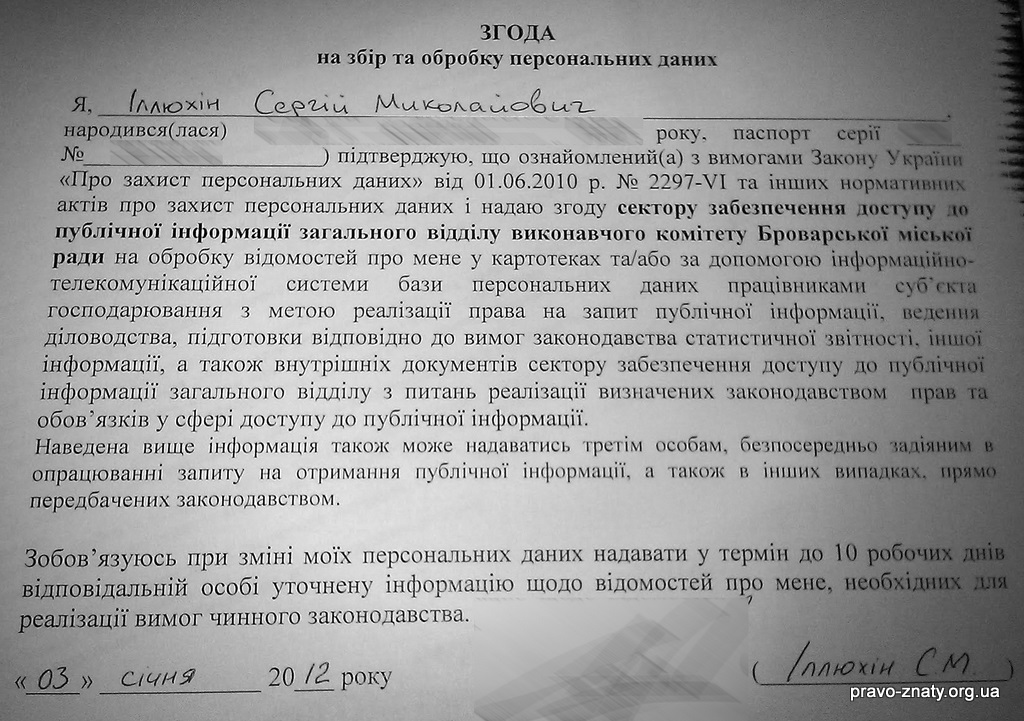 ЗГОДА
на збір та обробку персональних даних
Я, Іллюхін Сергій Миколайович
народився(лася) року, паспорт серії
№ ) підтверджую, що ознайомлений(а) з вимогами Закону України
«Про захист персональних даних» від 01.06.2010 р. № 2297-VI та інших нормативних
актів про захист персональних даних і надаю згоду сектору забезпечення доступу до
публічної інформації загального відділу виконавчого комітету Броварської міської
ради на обробку відомостей про мене у картотеках та/або за допомогою інформаційно-
телекомунікаційної системи бази персональних даних працівниками суб'єкта
господарювання з метою реалізації права на запит публічної інформації, ведення
діловодства, підготовки відповідно до вимог законодавства статистичної звітності, іншої
інформації, а також внутрішніх документів сектору забезпечення доступу до публічної
інформації загального відділу з питань реалізації визначених законодавством прав та
обов'язків у сфері доступу до публічної інформації.
Наведена вище інформація також може надаватись третім особам, безпосередньо задіяним в
опрацюванні запиту на отримання публічної інформації, а також в інших випадках, прямо
передбачених законодавством.
Зобов'язуюсь при зміні моїх персональних даних надавати у термін до 10 робочих днів
відповідальній особі уточнену інформацію щодо відомостей про мене, необхідних для
реалізації вимог чинного законодавства.
«03» січня 2012 року (Іллюхін С М)
pravo-znaty.org.ua